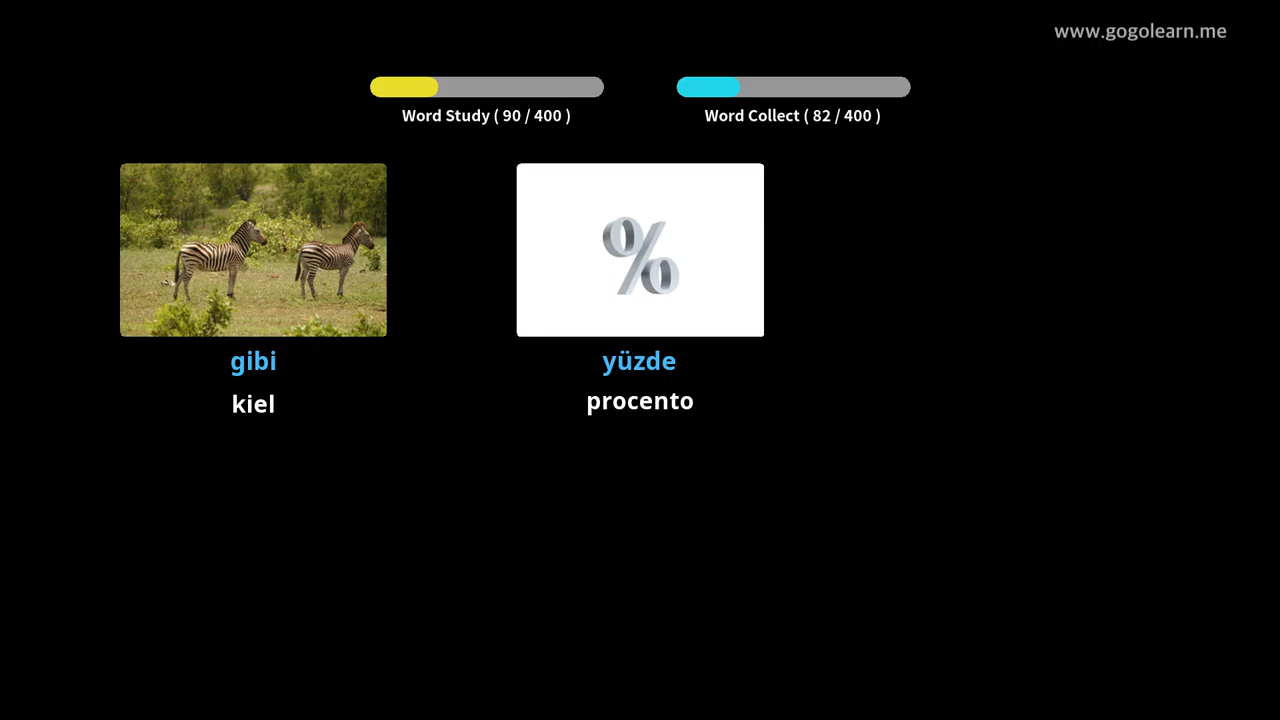 www.gogolearn.me
Word Study ( 90 / 400 )
Word Collect ( 82 / 400 )
%
gibi
yüzde
kiel
procento